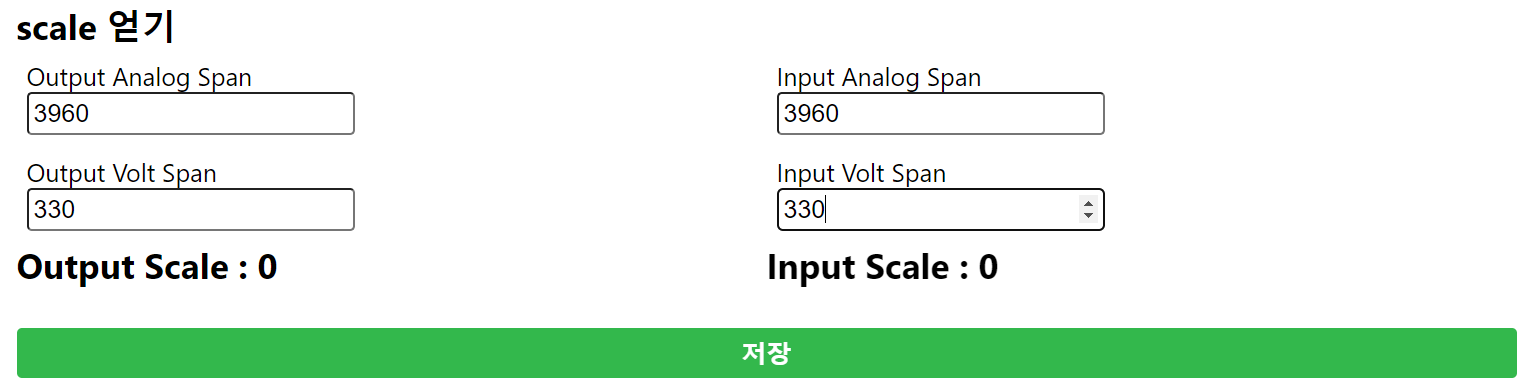 scale 얻기
Output Analog Span
3960
Input Analog Span
3960
Output Volt Span
330
Input Volt Span
330
Output Scale : 0
Input Scale : 0
저장